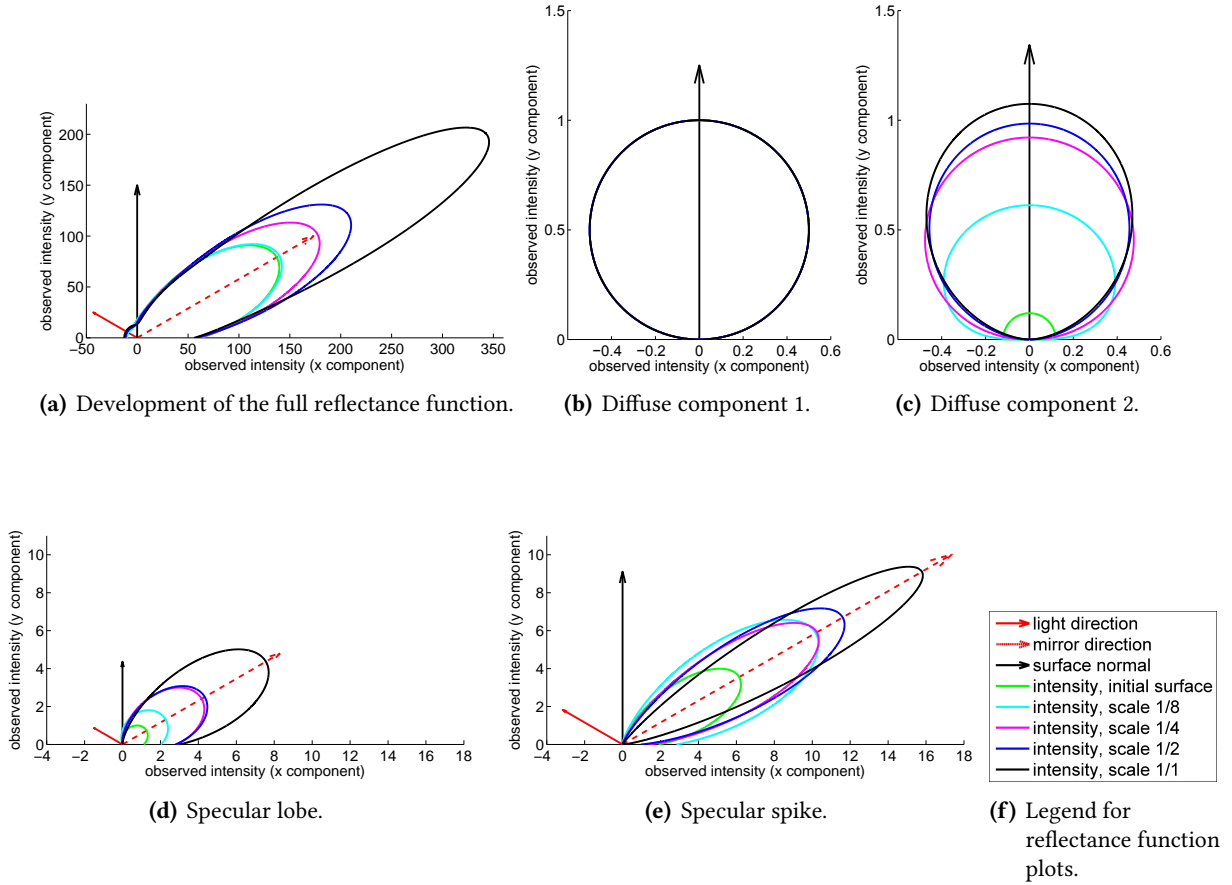 observed intensity (y component)
200
150
100
50
0
−50 0 50 100 150 200 250 300 350
observed intensity (x component)
(a) Development of the full reflectance function.
observed intensity (y component)
1.5
1
0.5
0
−0.4 −0.2 0 0.2 0.4 0.6
observed intensity (x component)
(b) Diffuse component 1.
observed intensity (y component)
1.5
1
0.5
0
−0.4 −0.2 0 0.2 0.4 0.6
observed intensity (x component)
(c) Diffuse component 2.
observed intensity (y component)
10
8
6
4
2
0
−4 −2 0 2 4 6 8 10 12 14 16 18
observed intensity (x component)
(d) Specular lobe.
observed intensity (y component)
10
8
6
4
2
0
−4 −2 0 2 4 6 8 10 12 14 16 18
observed intensity (x component)
(e) Specular spike.
light direction
mirror direction
surface normal
intensity, initial surface
intensity, scale 1/8
intensity, scale 1/4
intensity, scale 1/2
intensity, scale 1/1
(f) Legend for
reflectance function
plots.